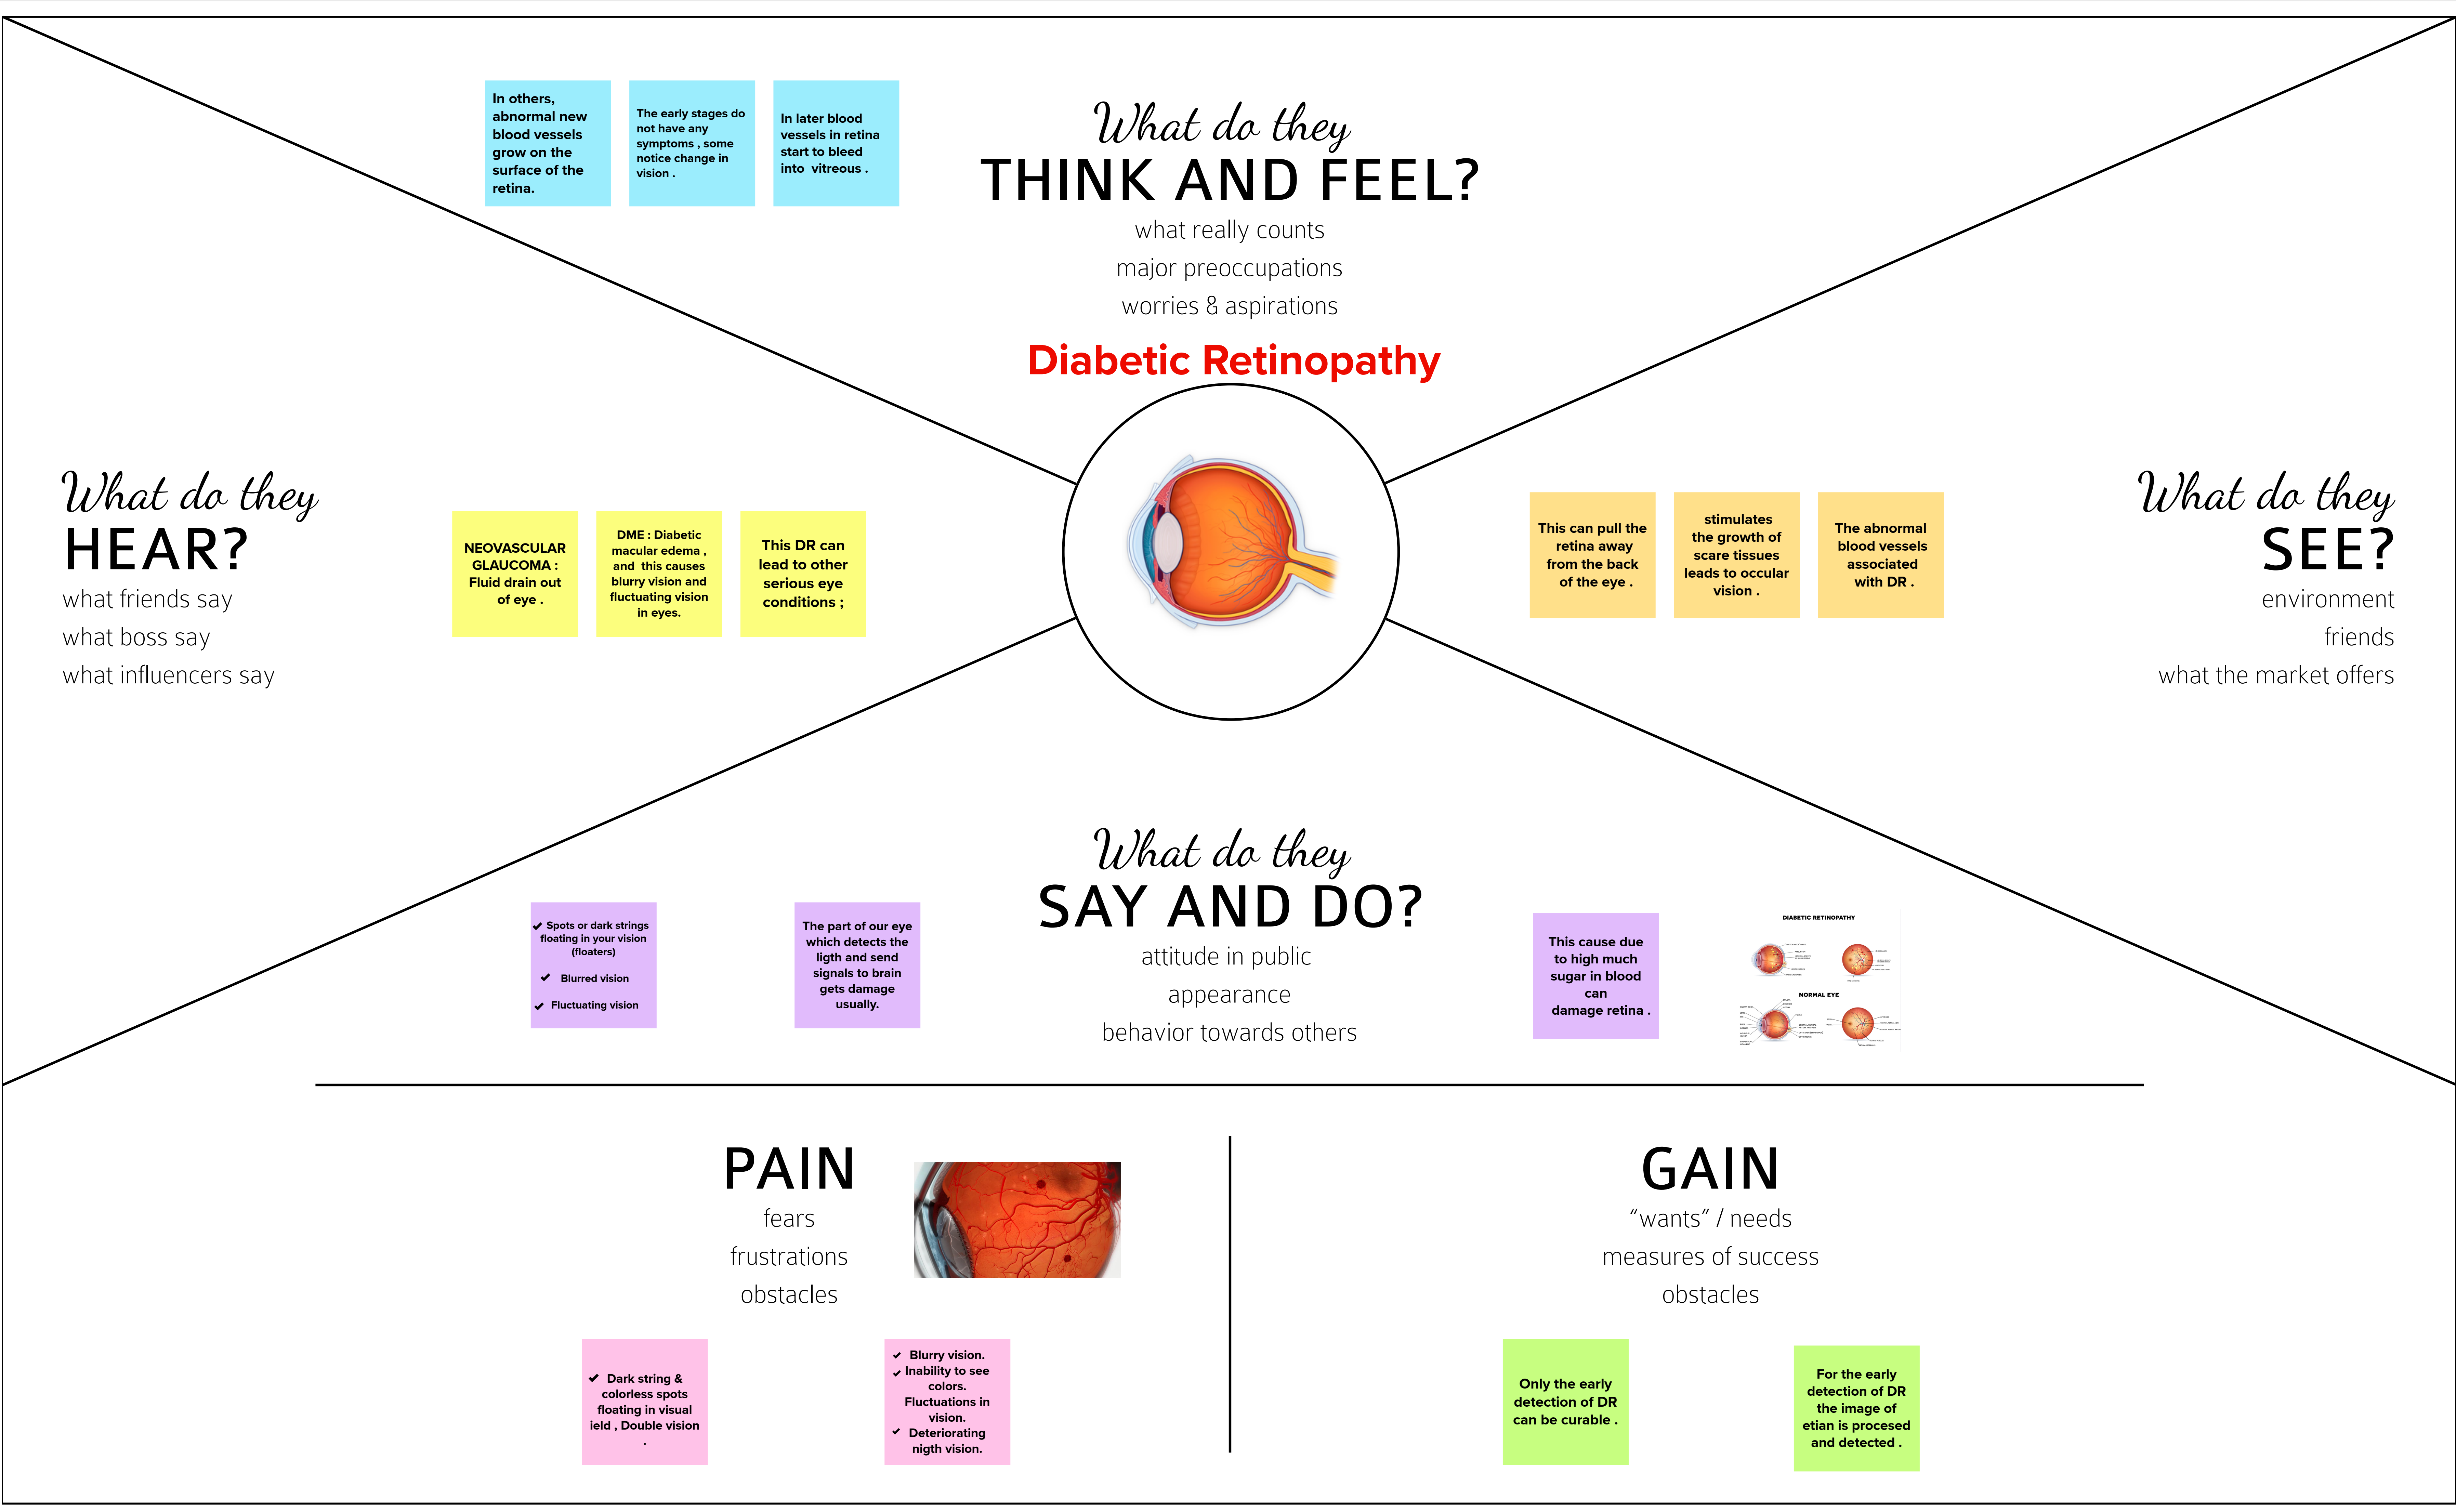 In others,
abnormal new
blood vessels
grow on the
surface of the
retina.
The early stages do
not have any
symptoms , some
notice change in
vision .
In later blood
vessels in retina
start to bleed
into vitreous .
What do they
THINK AND FEEL?
what really counts
major preoccupations
worries & aspirations
Diabetic Retinopathy
What do they
HEAR?
what friends say
what boss say
what influencers say
NEOVASCULAR
GLAUCOMA :
Fluid drain out
of eye .
DME : Diabetic
macular edema ,
and this causes
blurry vision and
fluctuating vision
in eyes.
This DR can
lead to other
serious eye
conditions ;
This can pull the
retina away
from the back
of the eye .
stimulates
the growth of
scare tissues
leads to occular
vision .
The abnormal
blood vessels
associated
with DR .
What do they
SEE?
environment
friends
what the market offers
What do they
SAY AND DO?
attitude in public
appearance
behavior towards others
✓ Spots or dark strings
floating in your vision
(floaters)
✓ Blurred vision
✓ Fluctuating vision
The part of our eye
which detects the
ligth and send
signals to brain
gets damage
usually.
This cause due
to high much
sugar in blood
can
damage retina .
DIABETIC RETINOPATHY
NORMAL EYE
PAIN
fears
frustrations
obstacles
✓ Dark string &
colorless spots
floating in visual
ield , Double vision
.
✓ Blurry vision.
✓ Inability to see
colors.
Fluctuations in
vision.
✓ Deteriorating
nigth vision.
GAIN
“wants” / needs
measures of success
obstacles
Only the early
detection of DR
can be curable .
For the early
detection of DR
the image of
etian is procesed
and detected .